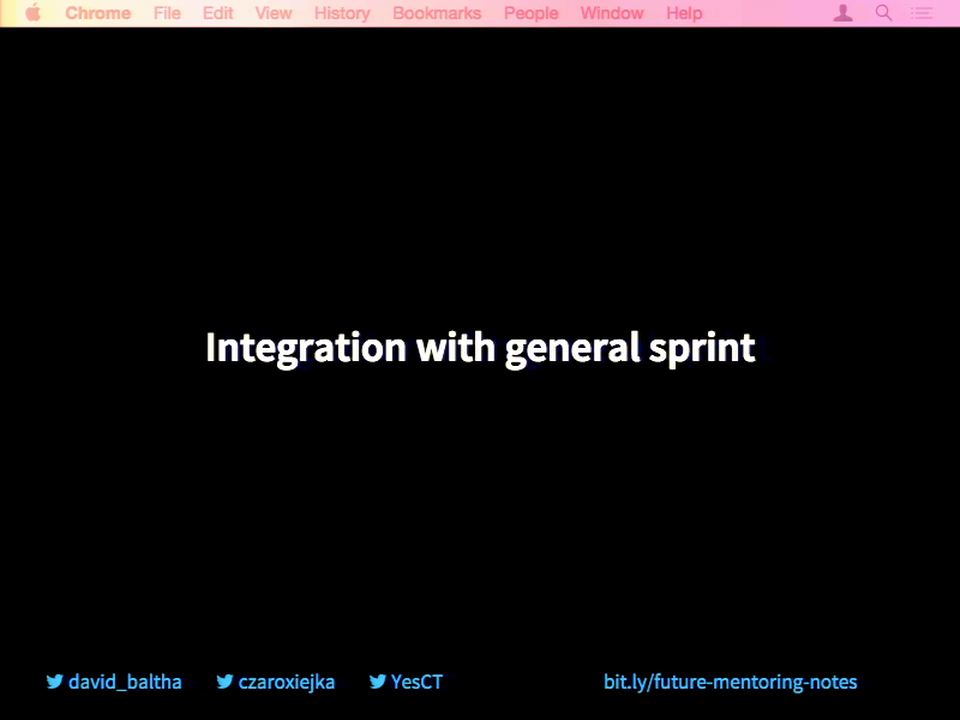 Chrome File Edit View History Bookmarks People Window Help
Integration with general sprint
david_baltha czaroxiejka YesCT bit.ly/future-mentoring-notes